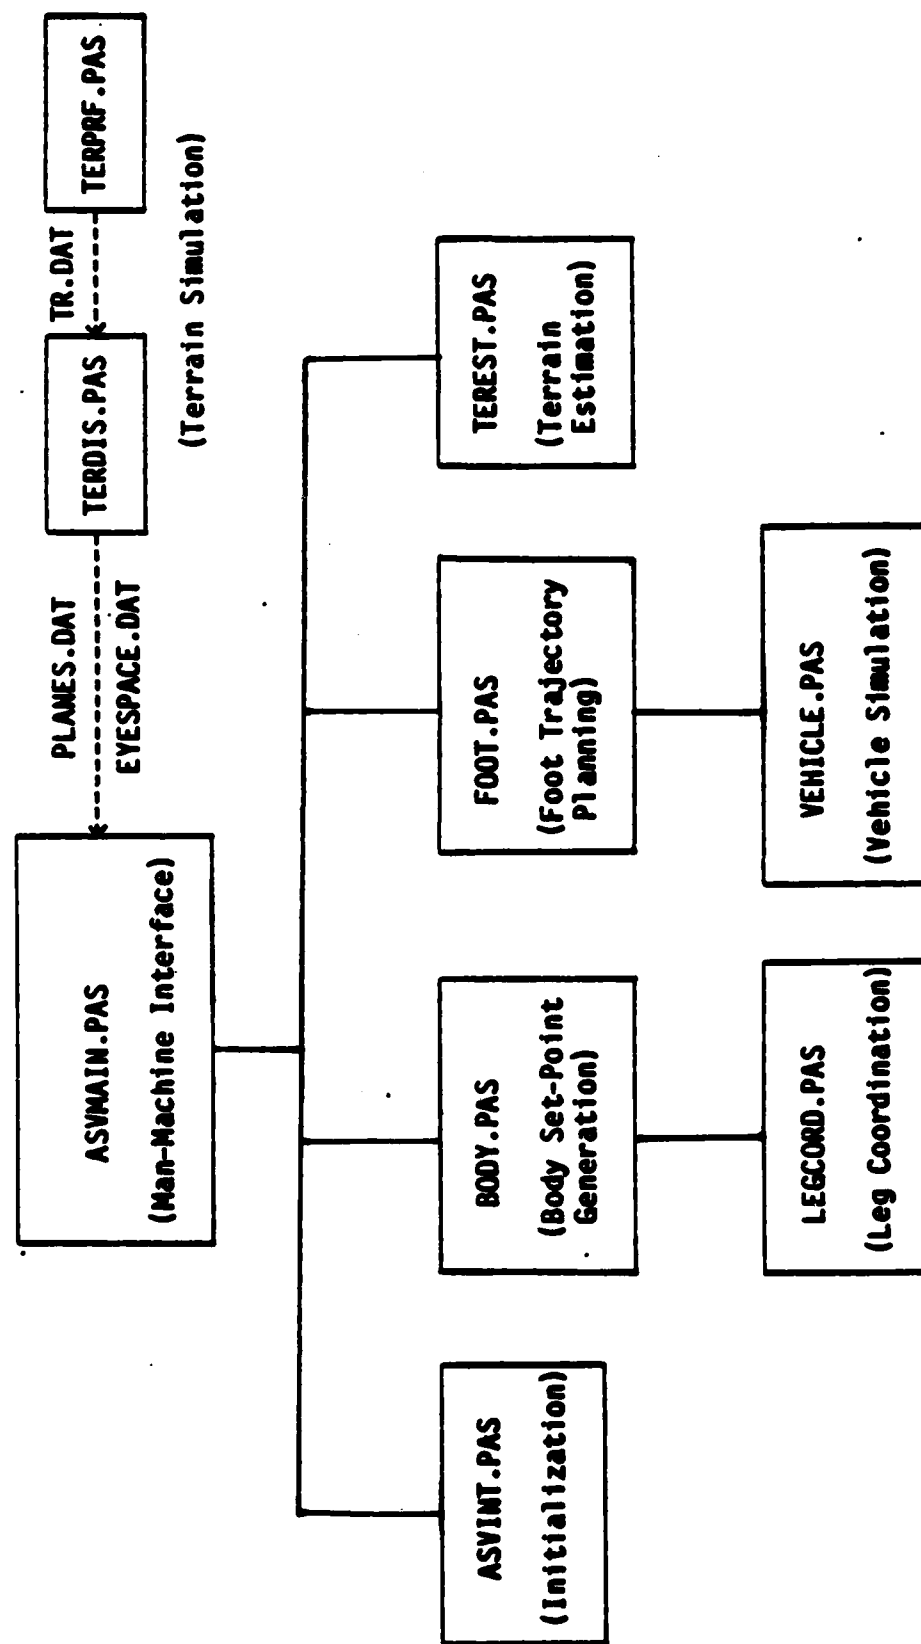 ASVMAIN.PAS
(Man-Machine Interface)
PLANES.DAT
EYESPACE.DAT
TERDIS.PAS
TR.DAT
TERPRF.PAS
(Terrain Simulation)
ASVINT.PAS
(Initialization)
BODY.PAS
(Body Set-Point
Generation)
FOOT.PAS
(Foot Trajectory
Planning)
TEREST.PAS
(Terrain
Estimation)
LEGCORD.PAS
(Leg Coordination)
VEHICLE.PAS
(Vehicle Simulation)